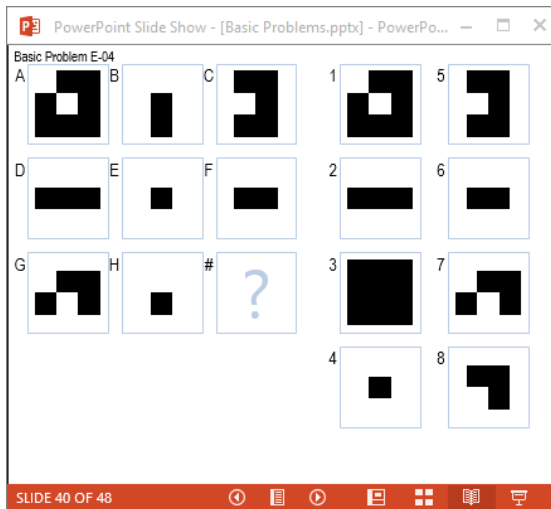 PowerPoint Slide Show - [Basic Problems.pptx] - PowerPo...
Basic Problem E-04
A B C 1 5
D E F 2 6
G H # ? 3 7
4 8
SLIDE 40 OF 48